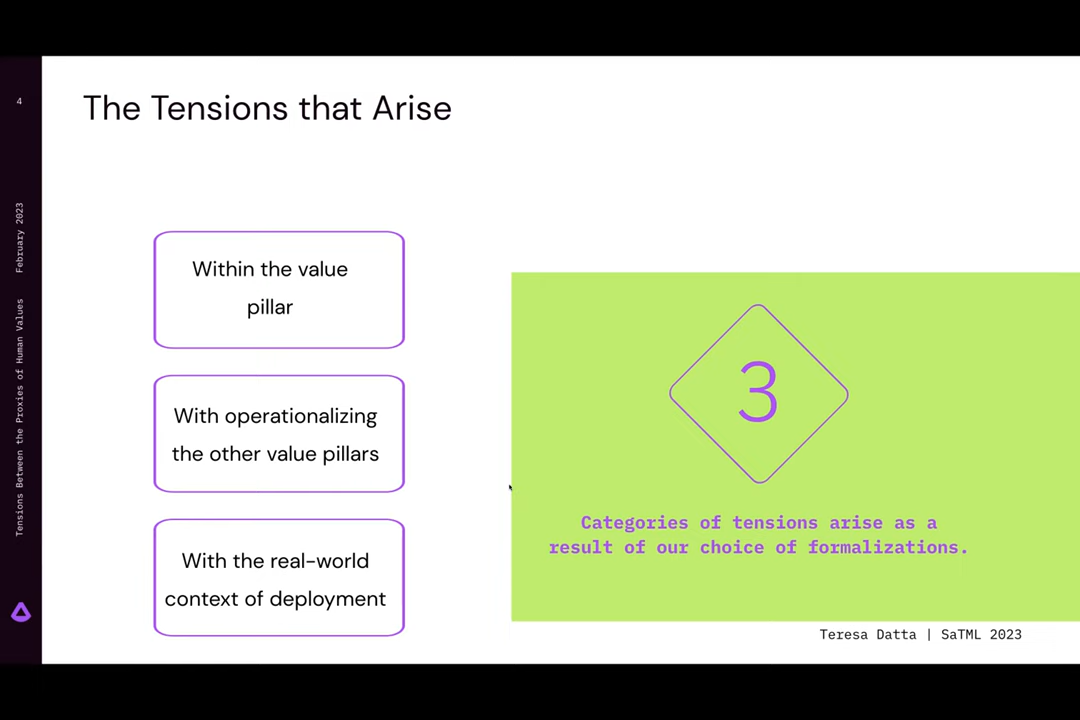 4
Tensions Between the Proxies of Human Values February 2023
The Tensions that Arise
Within the value
pillar
With operationalizing
the other value pillars
With the real-world
context of deployment
3
Categories of tensions arise as a
result of our choice of formalizations.
Teresa Datta | SaTML 2023